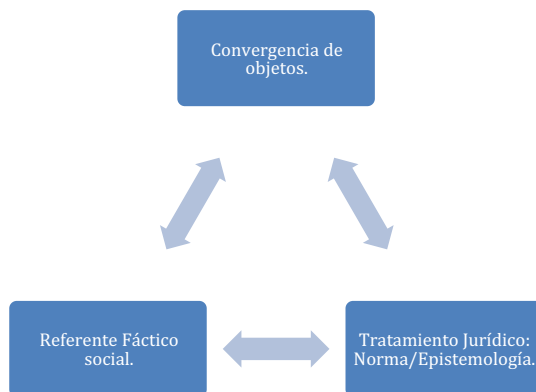 Convergencia de
objetos.
Referente Fáctico
social.
Tratamiento Jurídico:
Norma/Epistemología.